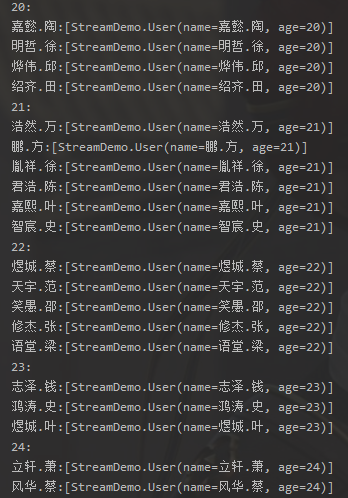 20:
嘉懿.陶:[StreamDemo.User(name=嘉懿.陶, age=20)]
明哲.徐:[StreamDemo.User(name=明哲.徐, age=20)]
烨伟.邱:[StreamDemo.User(name=烨伟.邱, age=20)]
绍齐.田:[StreamDemo.User(name=绍齐.田, age=20)]
21:
浩然.万:[StreamDemo.User(name=浩然.万, age=21)]
鹏.方:[StreamDemo.User(name=鹏.方, age=21)]
胤祥.徐:[StreamDemo.User(name=胤祥.徐, age=21)]
君浩.陈:[StreamDemo.User(name=君浩.陈, age=21)]
嘉熙.叶:[StreamDemo.User(name=嘉熙.叶, age=21)]
智宸.史:[StreamDemo.User(name=智宸.史, age=21)]
22:
煜城.蔡:[StreamDemo.User(name=煜城.蔡, age=22)]
天宇.范:[StreamDemo.User(name=天宇.范, age=22)]
笑愚.邵:[StreamDemo.User(name=笑愚.邵, age=22)]
修杰.张:[StreamDemo.User(name=修杰.张, age=22)]
语堂.梁:[StreamDemo.User(name=语堂.梁, age=22)]
23:
志泽.钱:[StreamDemo.User(name=志泽.钱, age=23)]
鸿涛.史:[StreamDemo.User(name=鸿涛.史, age=23)]
煜城.叶:[StreamDemo.User(name=煜城.叶, age=23)]
24:
立轩.萧:[StreamDemo.User(name=立轩.萧, age=24)]
风华.蔡:[StreamDemo.User(name=风华.蔡, age=24)]